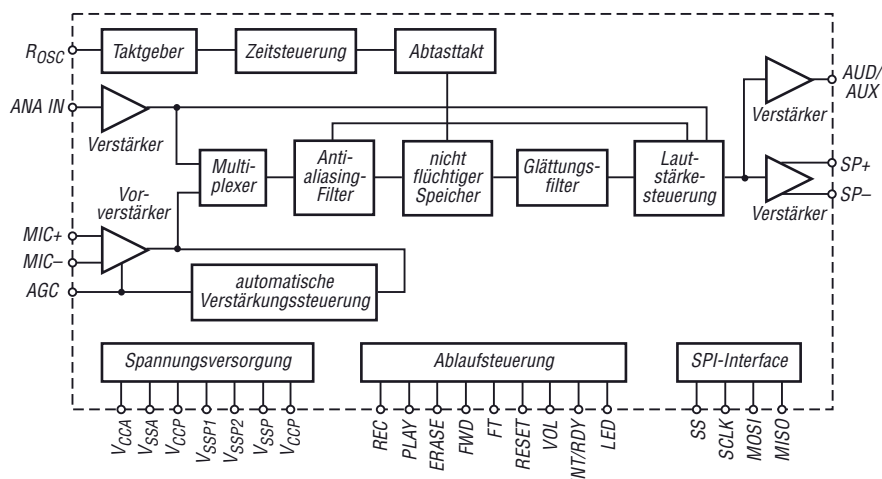 R_OSC
Taktgeber
Zeitsteuerung
Abtasttakt
ANA IN
Verstärker
AUD/
AUX
Verstärker
Multi-
plexer
Anti-
aliasing-
Filter
nicht
flüchtiger
Speicher
Glättungs-
filter
Laut-
stärke-
steuerung
SP+
SP–
Verstärker
Vor-
verstärker
MIC+
MIC–
AGC
automatische
Verstärkungssteuerung
Spannungsversorgung
Ablaufsteuerung
SPI-Interface
V_CCA
V_SSA
V_CCP
V_SSP1
V_SSP2
V_SSP
V_CCP
REC
PLAY
ERASE
FWD
FT
RESET
VOL
NT/RDY
LED
SS
SCLK
MOSI
MISO